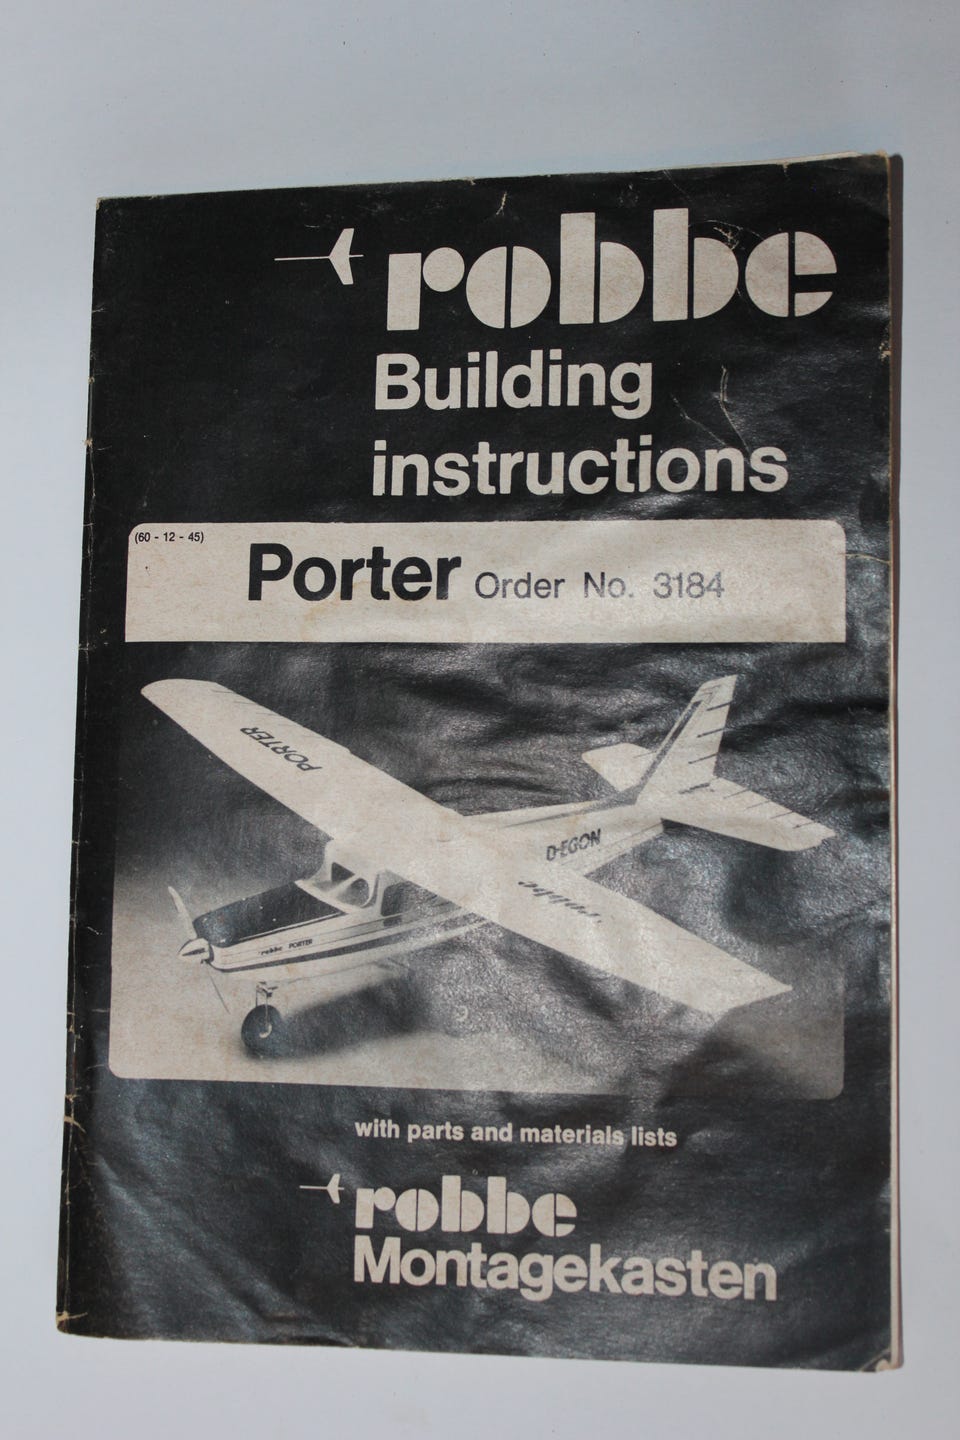 robbe
Building
instructions
(60 - 12 - 45)
Porter Order No. 3184
PORTER
D-EGON
robbe
robbe PORTER
with parts and materials lists
robbe
Montagekasten